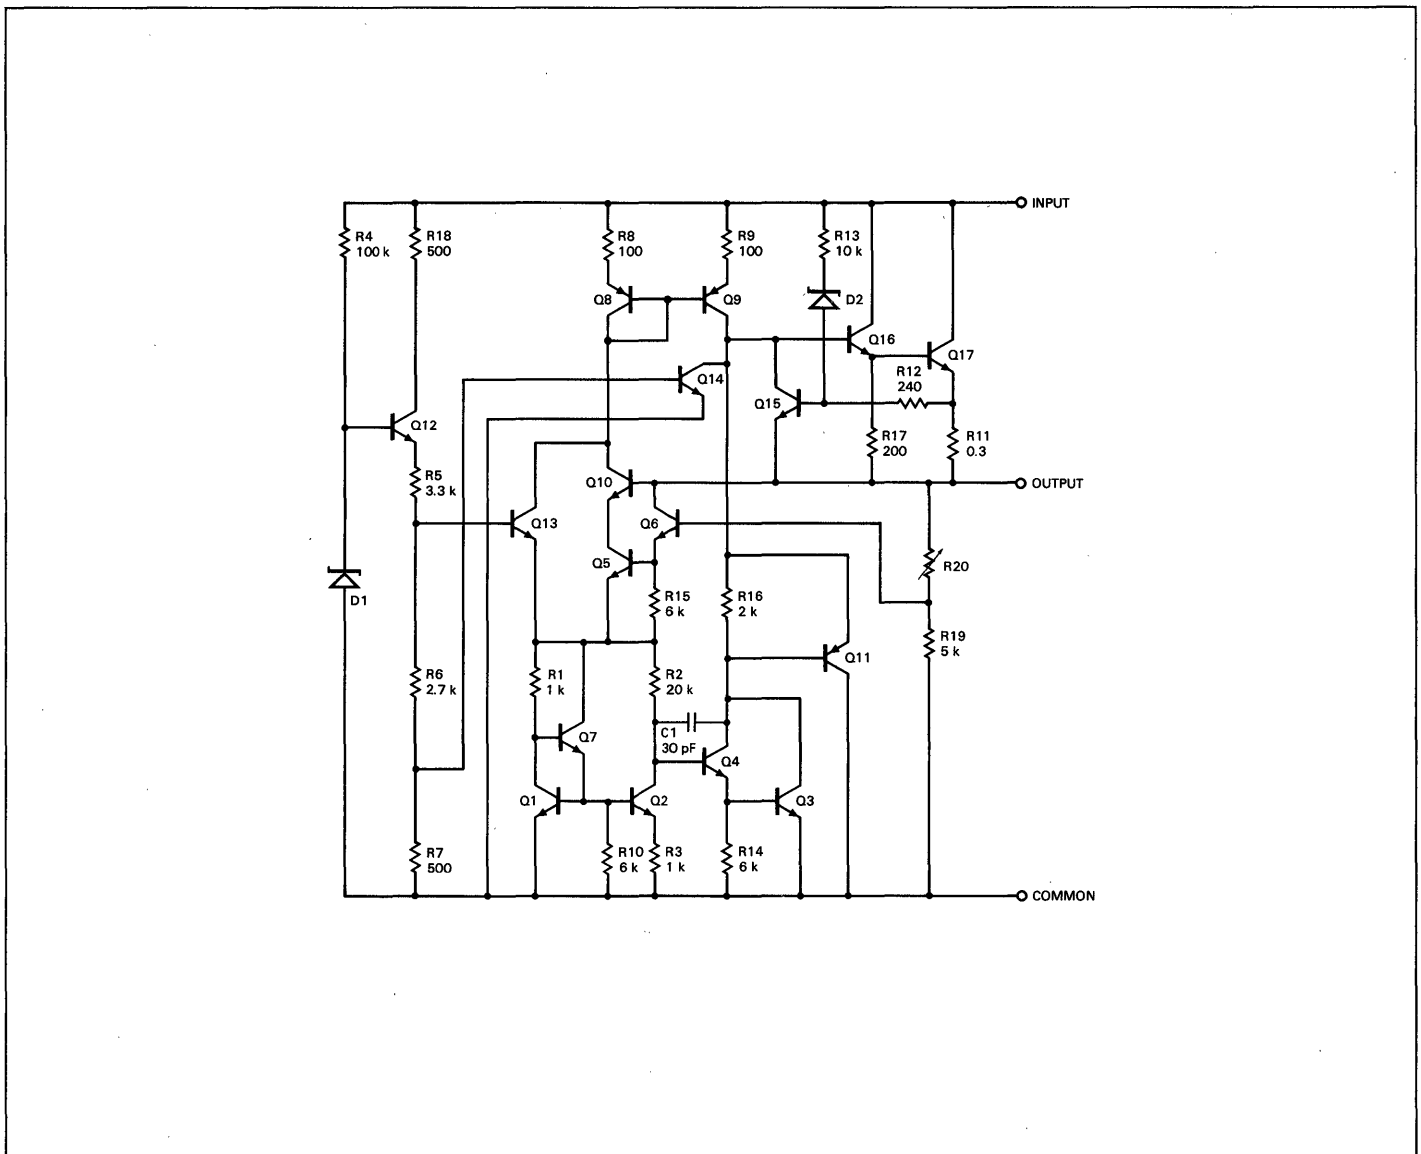 INPUT
R4
100 k
R18
500
R8
100
R9
100
R13
10 k
Q8
Q9
D2
Q16
Q17
Q14
R12
240
Q15
Q12
R17
200
R11
0.3
R5
3.3 k
Q10
OUTPUT
Q13
Q6
Q5
R20
D1
R15
6 k
R16
2 k
R19
5 k
Q11
R6
2.7 k
R1
1 k
R2
20 k
Q7
C1
30 pF
Q4
Q1
Q2
Q3
R7
500
R10
6 k
R3
1 k
R14
6 k
COMMON